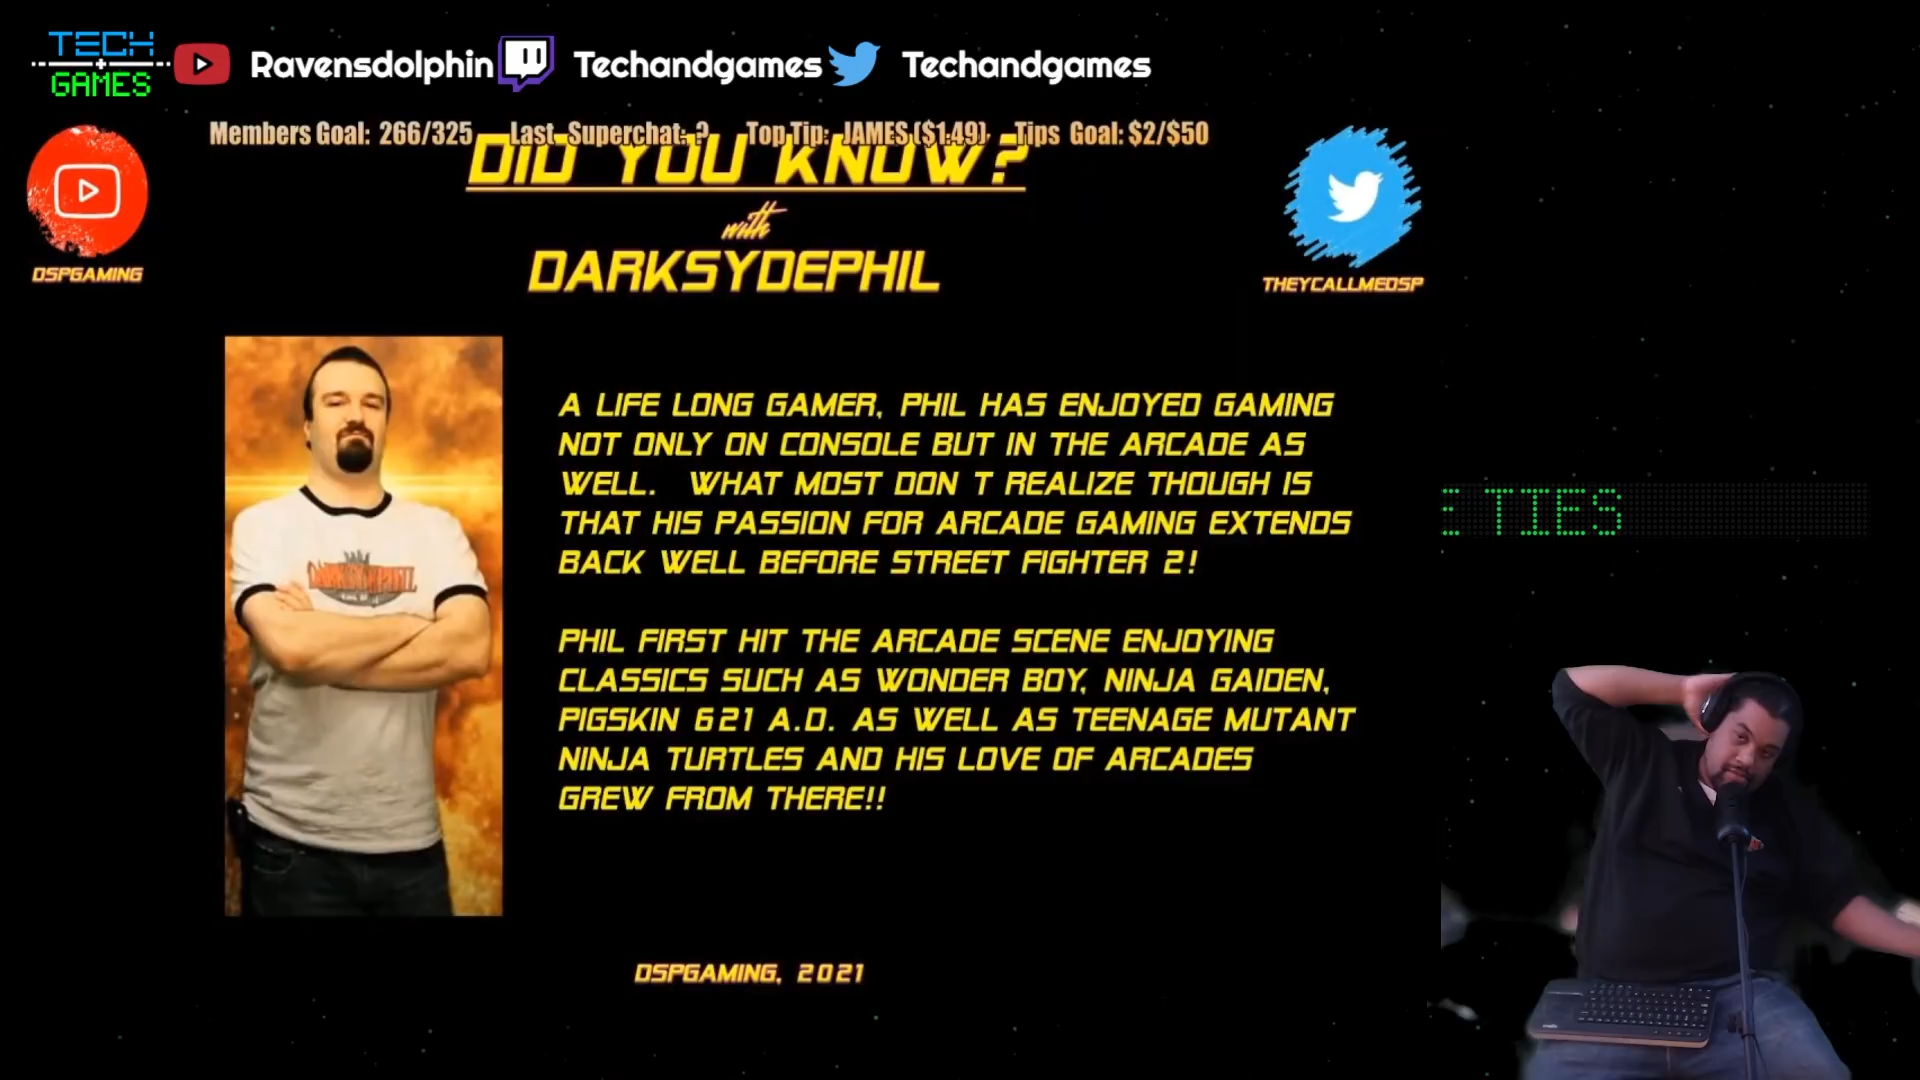 TECH
GAMES
Ravensdolphin
Techandgames
Techandgames
Members Goal: 266/325 Last Superchat: ? Top Tip: JAMES ($1.49) Tips Goal: $2/$50
DID YOU KNOW?
with
DARKSYDEPHIL
DSPGAMING
THEYCALLMEDSP
A LIFE LONG GAMER, PHIL HAS ENJOYED GAMING
NOT ONLY ON CONSOLE BUT IN THE ARCADE AS
WELL. WHAT MOST DON T REALIZE THOUGH IS
THAT HIS PASSION FOR ARCADE GAMING EXTENDS
BACK WELL BEFORE STREET FIGHTER 2!
E TIES
DARKSYDEPHIL
PHIL FIRST HIT THE ARCADE SCENE ENJOYING
CLASSICS SUCH AS WONDER BOY, NINJA GAIDEN,
PIGSKIN 621 A.D. AS WELL AS TEENAGE MUTANT
NINJA TURTLES AND HIS LOVE OF ARCADES
GREW FROM THERE!!
DSPGAMING, 2021